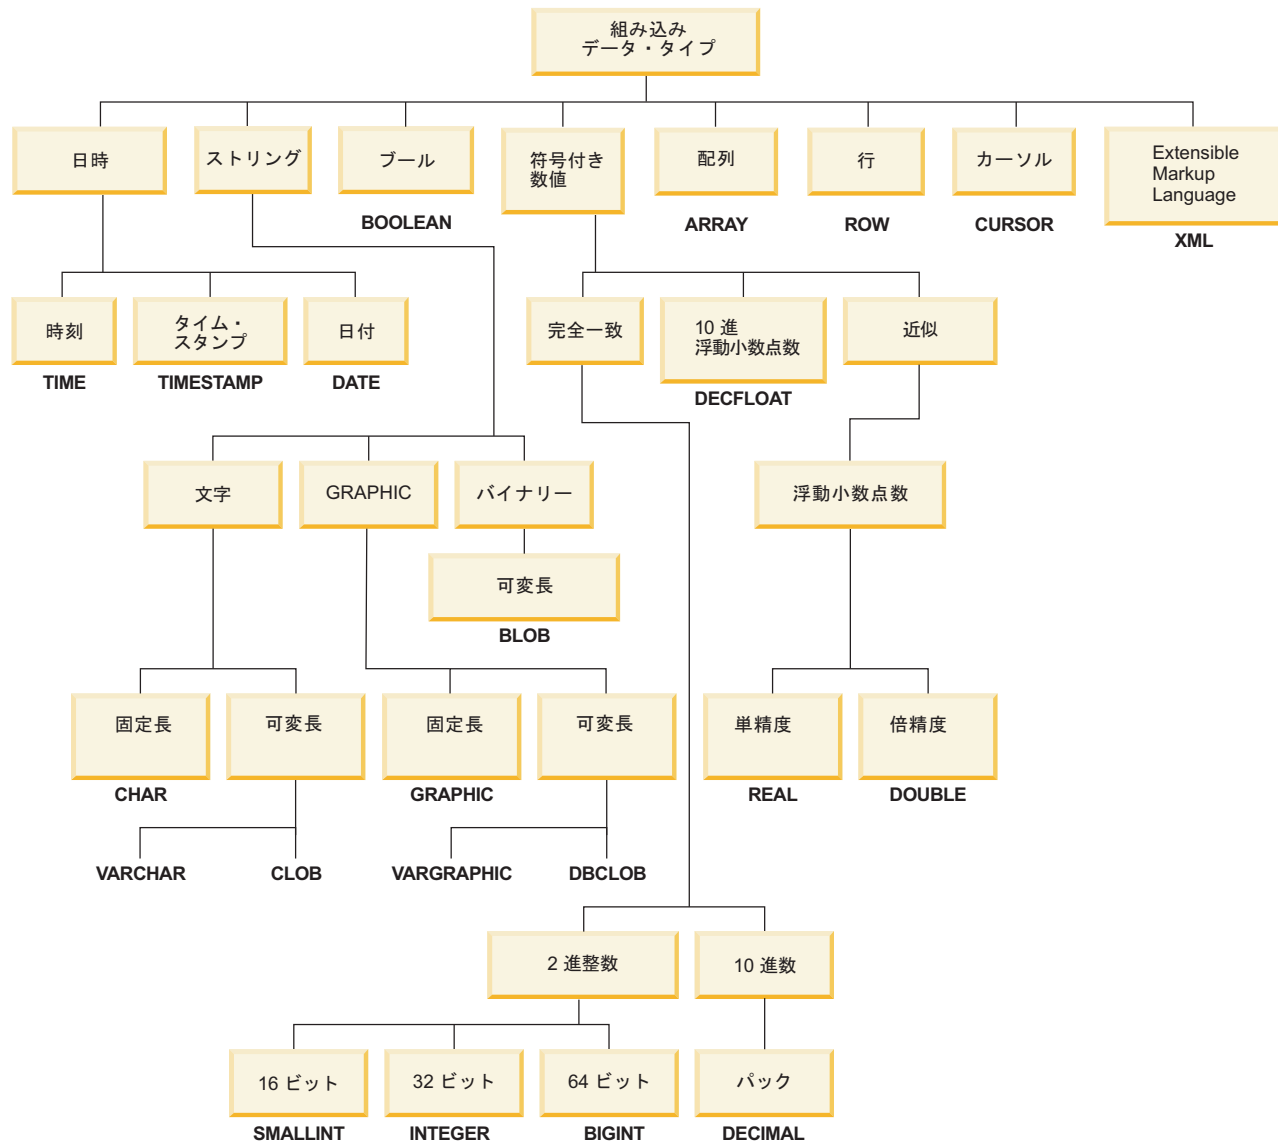 組み込み
データ・タイプ
日時
ストリング
ブール
符号付き
数値
配列
行
カーソル
Extensible
Markup
Language
BOOLEAN
ARRAY
ROW
CURSOR
XML
時刻
タイム・
スタンプ
日付
完全一致
10 進
浮動小数点数
近似
TIME
TIMESTAMP
DATE
DECFLOAT
文字
GRAPHIC
バイナリー
浮動小数点数
可変長
BLOB
固定長
可変長
固定長
可変長
単精度
倍精度
CHAR
GRAPHIC
REAL
DOUBLE
VARCHAR
CLOB
VARGRAPHIC
DBCLOB
2 進整数
10 進数
16 ビット
32 ビット
64 ビット
パック
SMALLINT
INTEGER
BIGINT
DECIMAL